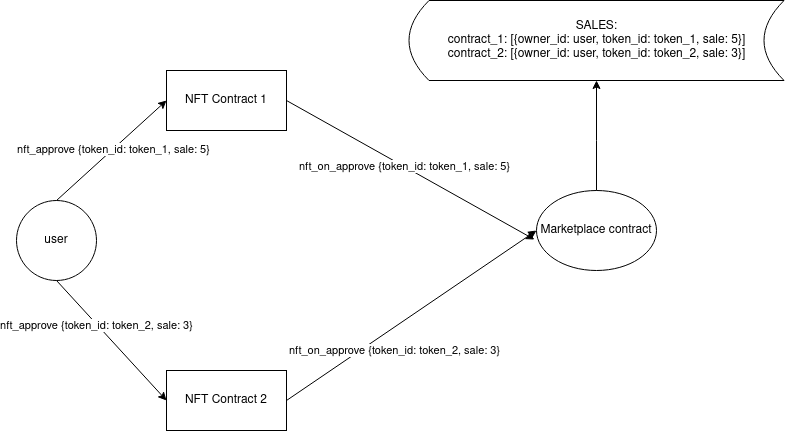 SALES:
contract_1: [{owner_id: user, token_id: token_1, sale: 5}]
contract_2: [{owner_id: user, token_id: token_2, sale: 3}]
NFT Contract 1
nft_approve {token_id: token_1, sale: 5}
nft_on_approve {token_id: token_1, sale: 5}
user
Marketplace contract
nft_approve {token_id: token_2, sale: 3}
nft_on_approve {token_id: token_2, sale: 3}
NFT Contract 2